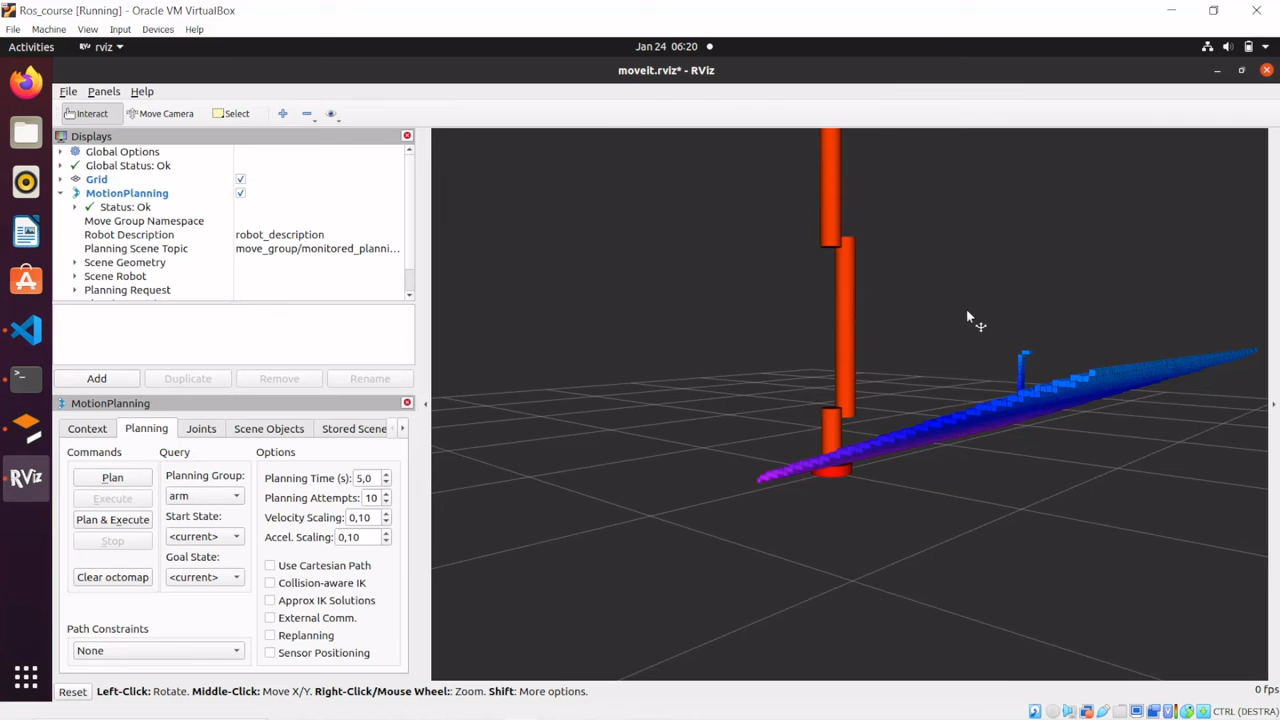 Ros_course [Running] - Oracle VM VirtualBox
File Machine View Input Devices Help
Activities rviz Jan 24 06:20
moveit.rviz* - RViz
File Panels Help
Interact Move Camera Select
Displays
Global Options
Global Status: Ok
Grid
MotionPlanning
Status: Ok
Move Group Namespace
Robot Description robot_description
Planning Scene Topic move_group/monitored_planni...
Scene Geometry
Scene Robot
Planning Request
Add Duplicate Remove Rename
MotionPlanning
Context Planning Joints Scene Objects Stored Scene
Commands Query Options
Plan Planning Group: Planning Time (s): 5,0
Execute arm Planning Attempts: 10
Plan & Execute Start State: Velocity Scaling: 0,10
Stop <current> Accel. Scaling: 0,10
Goal State: Use Cartesian Path
Clear octomap <current> Collision-aware IK
Approx IK Solutions
External Comm.
Path Constraints Replanning
None Sensor Positioning
RViz
Reset Left-Click: Rotate. Middle-Click: Move X/Y. Right-Click/Mouse Wheel:: Zoom. Shift: More options. 0 fps
CTRL (DESTRA)